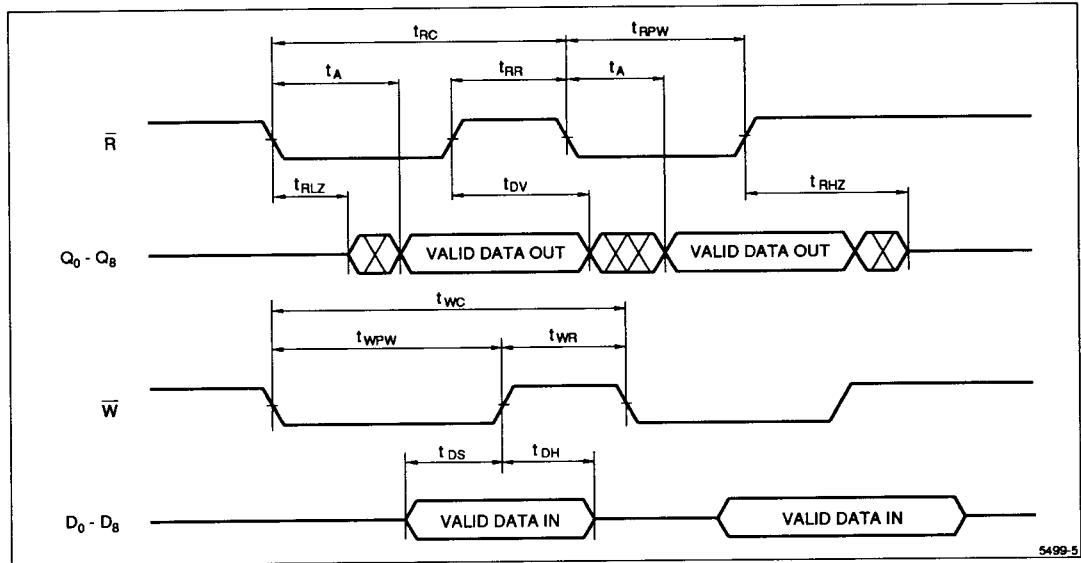 tRC
tRPW
tA
tRR
tA
R̅
tRLZ
tDV
tRHZ
Q0 - Q8
VALID DATA OUT
VALID DATA OUT
tWC
tWPW
tWR
W̅
tDS
tDH
D0 - D8
VALID DATA IN
VALID DATA IN
5499-5